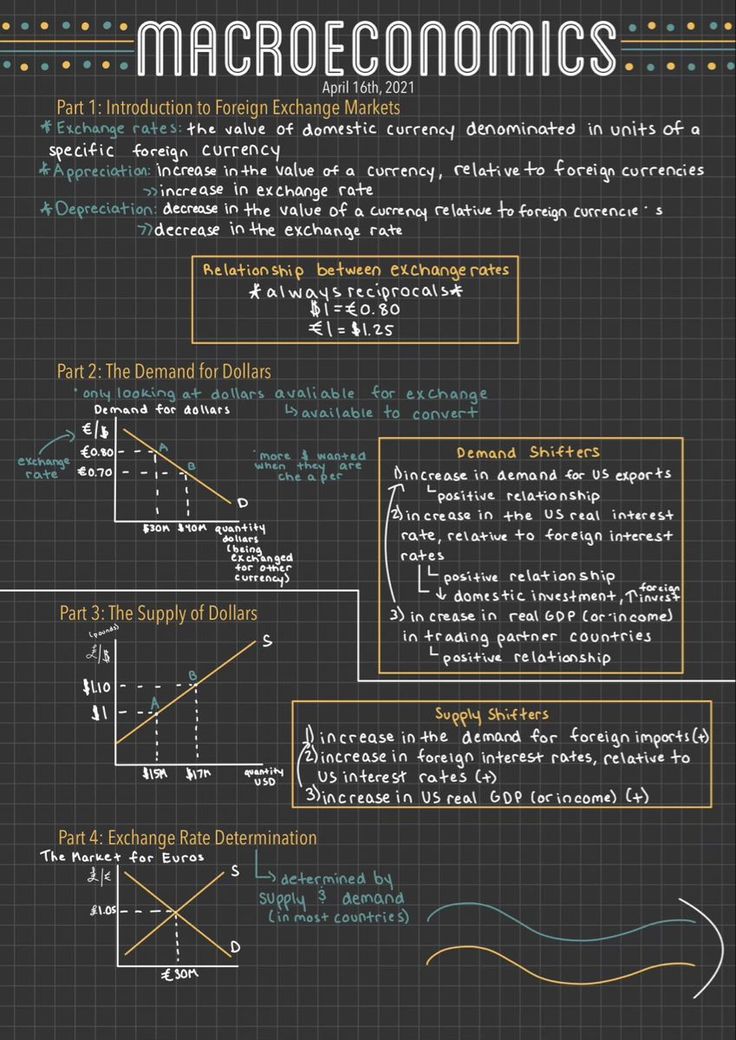 MACROECONOMICS
April 16th, 2021
Part 1: Introduction to Foreign Exchange Markets
*Exchange rates: the value of domestic currency denominated in units of a
specific foreign currency
*Appreciation: increase in the value of a currency, relative to foreign currencies
>> increase in exchange rate
*Depreciation: decrease in the value of a currency relative to foreign currencie s
>> decrease in the exchange rate
Relationship between exchange rates
*always reciprocals*
$1=€0.80
€1=$1.25
Part 2: The Demand for Dollars
• only looking at dollars avaliable for exchange
↳ available to convert
Demand for dollars
€/$
€0.80
€0.70
exchange
rate
A
B
D
$30M $40M quantity
dollars
(being
exchanged
for other
currency)
• more $ wanted
when they are
cheaper
Demand Shifters
1) increase in demand for US exports
└ positive relationship
2) increase in the US real interest
rate, relative to foreign interest
rates
└ positive relationship
↳ ↓ domestic investment, ↑ foreign
invest
3) increase in real GDP (or income)
in trading partner countries
└ positive relationship
Part 3: The Supply of Dollars
(pounds)
/$
$1.10
$1
A
B
S
$15M $17M quantity
USD
Supply Shifters
1) increase in the demand for foreign imports (+)
2) increase in foreign interest rates, relative to
US interest rates (+)
3) increase in US real GDP (or income) (+)
Part 4: Exchange Rate Determination
The Market for Euros
/€
£1.05
S
D
€30M
↳ determined by
supply & demand
(in most countries)